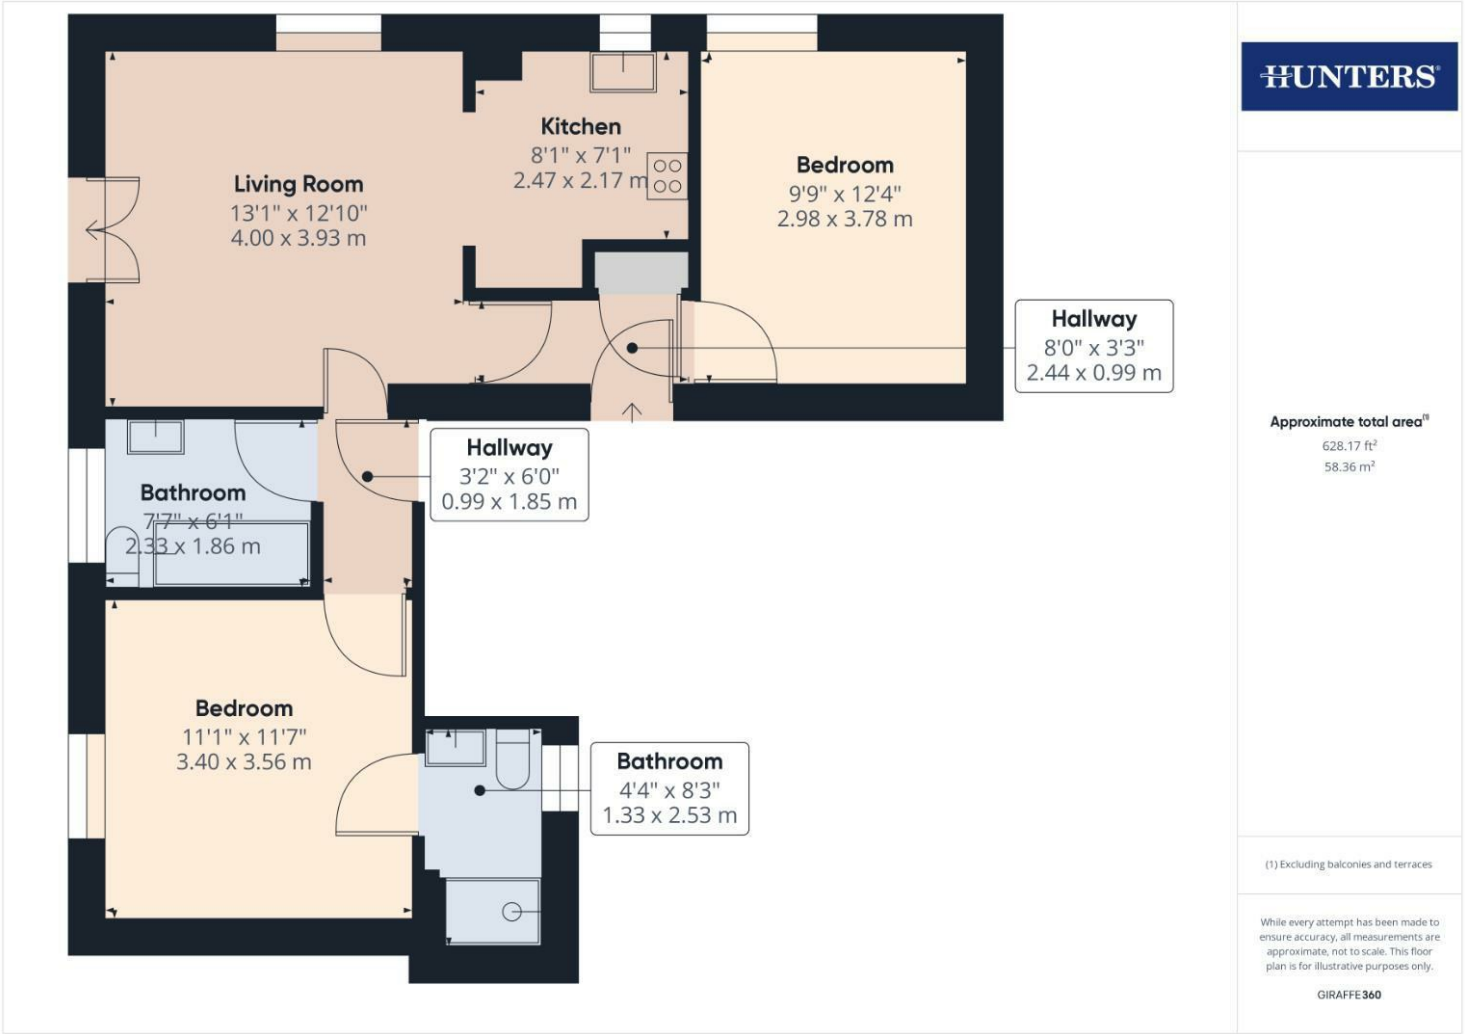 Living Room
13'1" x 12'10"
4.00 x 3.93 m
Kitchen
8'1" x 7'1"
2.47 x 2.17 m
Bedroom
9'9" x 12'4"
2.98 x 3.78 m
Hallway
8'0" x 3'3"
2.44 x 0.99 m
Hallway
3'2" x 6'0"
0.99 x 1.85 m
Bathroom
7'7" x 6'1"
2.33 x 1.86 m
Bedroom
11'1" x 11'7"
3.40 x 3.56 m
Bathroom
4'4" x 8'3"
1.33 x 2.53 m
HUNTERS®
Approximate total area⁽¹⁾
628.17 ft²
58.36 m²
(1) Excluding balconies and terraces
While every attempt has been made to
ensure accuracy, all measurements are
approximate, not to scale. This floor
plan is for illustrative purposes only.
GIRAFFE360